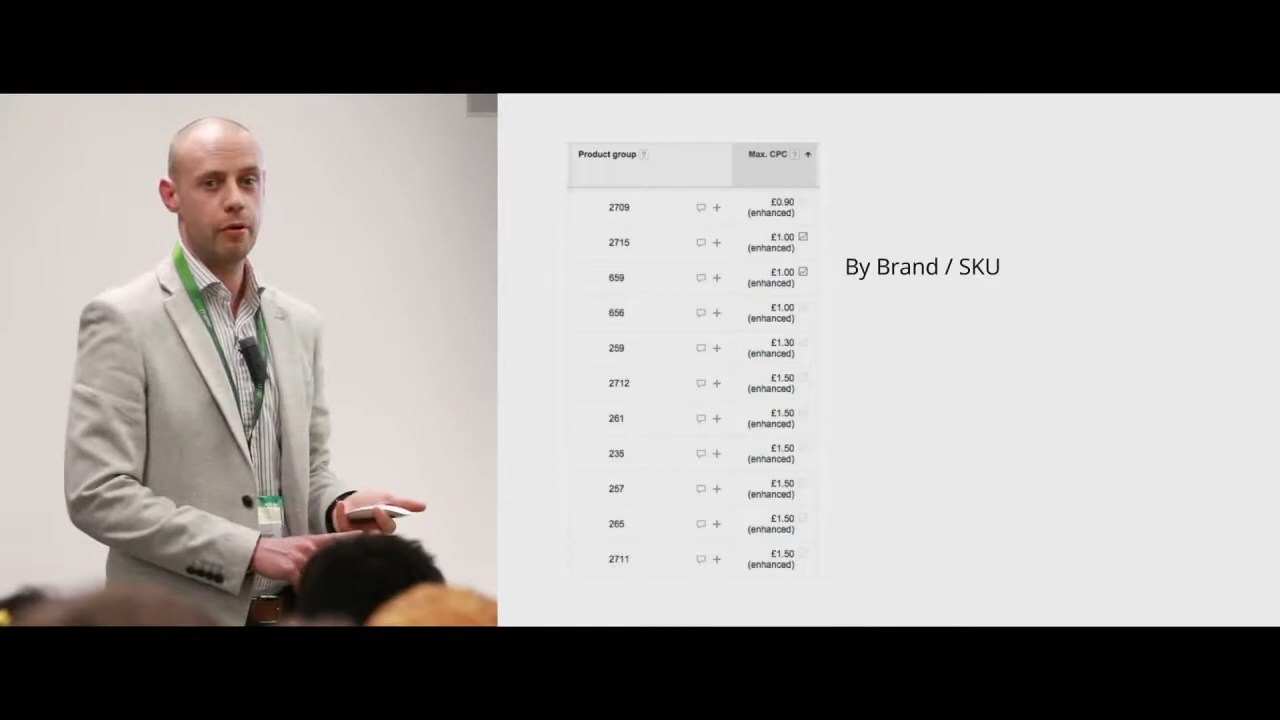 Product group ? Max. CPC ?
2709 £0.90
(enhanced)
2715 £1.00
(enhanced)
659 £1.00
(enhanced)
656 £1.00
(enhanced)
259 £1.30
(enhanced)
2712 £1.50
(enhanced)
261 £1.50
(enhanced)
235 £1.50
(enhanced)
257 £1.50
(enhanced)
265 £1.50
(enhanced)
2711 £1.50
(enhanced)
By Brand / SKU